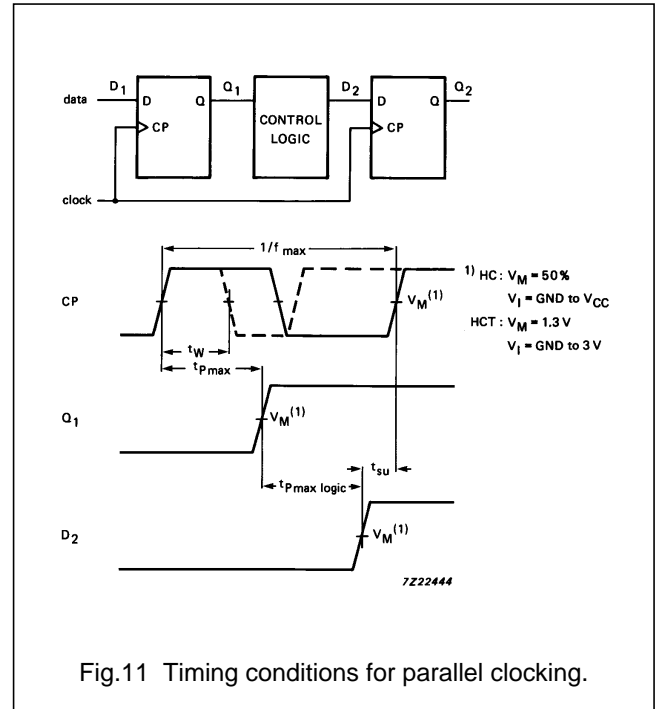 D1 Q1 D2 Q2
data D Q CONTROL LOGIC D Q
CP CP
clock
1/f max
1) HC : VM = 50%
VI = GND to VCC
HCT : VM = 1.3 V
VI = GND to 3 V
CP
VM(1)
tW
tPmax
Q1
VM(1)
tsu
tPmax logic
D2
VM(1)
7Z22444
Fig.11 Timing conditions for parallel clocking.